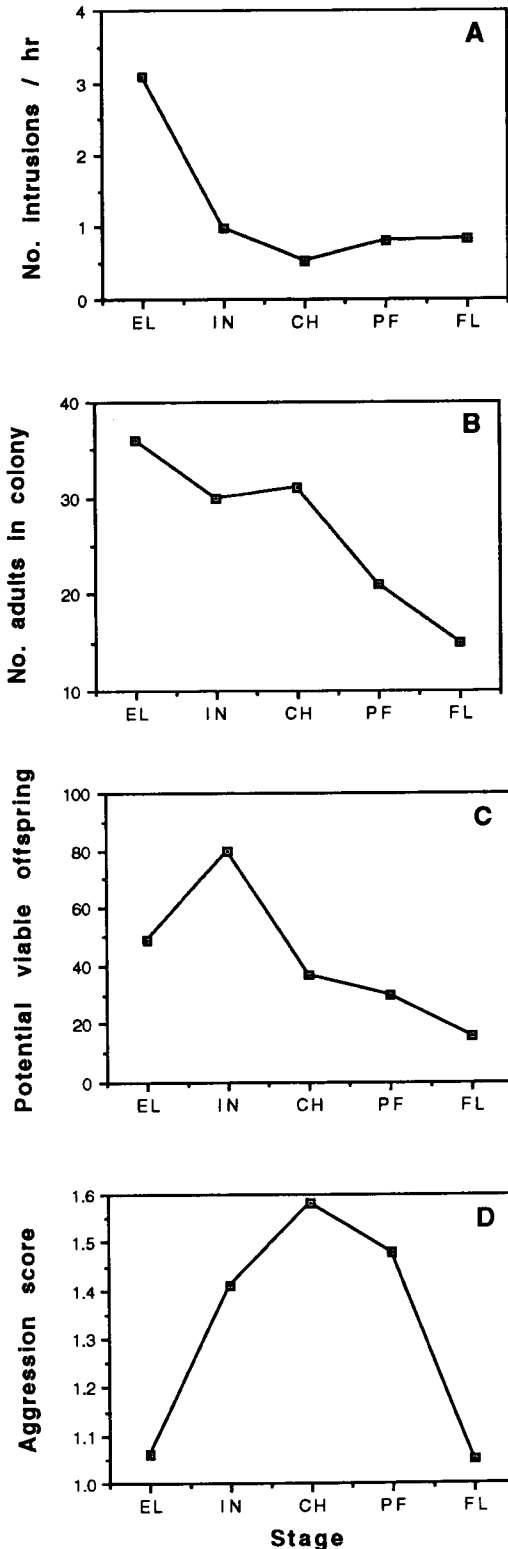 A
No. intrusions / hr
4
3
2
1
0
EL IN CH PF FL
B
No. adults in colony
40
30
20
10
EL IN CH PF FL
C
Potential viable offspring
100
80
60
40
20
0
EL IN CH PF FL
D
Aggression score
1.6
1.5
1.4
1.3
1.2
1.1
1.0
EL IN CH PF FL
Stage